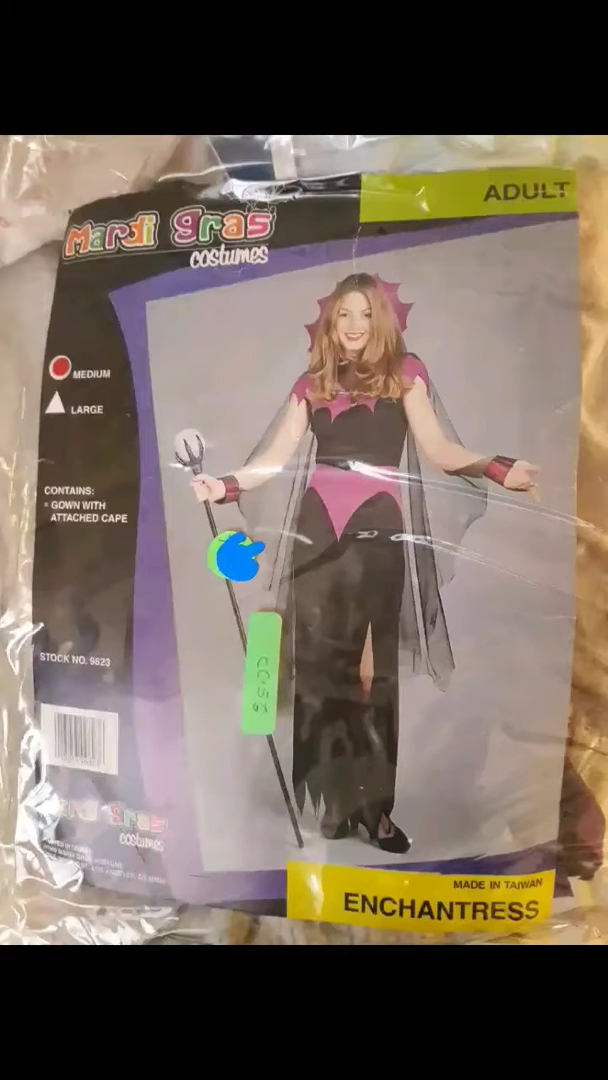 ADULT
Mardi gras
costumes
MEDIUM
LARGE
CONTAINS:
GOWN WITH
ATTACHED CAPE
STOCK NO. 9823
gras
costumes
MADE IN TAIWAN
ENCHANTRESS